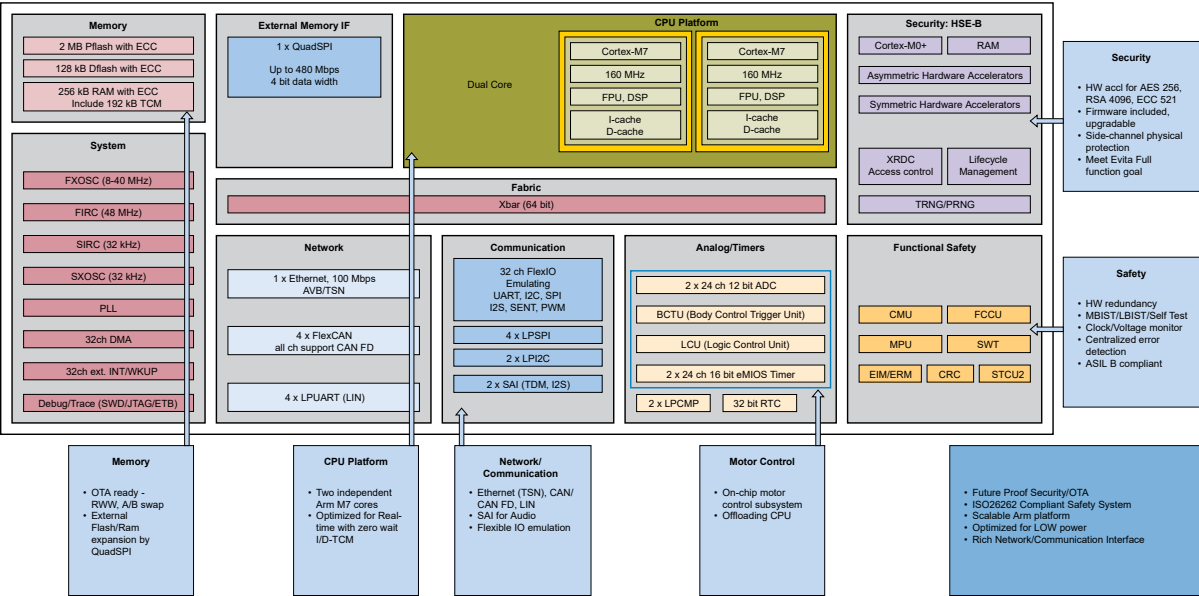 Memory
2 MB Pflash with ECC
128 kB Dflash with ECC
256 kB RAM with ECC
Include 192 kB TCM
External Memory IF
1 x QuadSPI
Up to 480 Mbps
4 bit data width
CPU Platform
Dual Core
Cortex-M7
160 MHz
FPU, DSP
I-cache
D-cache
Cortex-M7
160 MHz
FPU, DSP
I-cache
D-cache
Security: HSE-B
Cortex-M0+
RAM
Asymmetric Hardware Accelerators
Symmetric Hardware Accelerators
XRDC
Access control
Lifecycle
Management
TRNG/PRNG
Security
• HW accl for AES 256,
RSA 4096, ECC 521
• Firmware included,
upgradable
• Side-channel physical
protection
• Meet Evita Full
function goal
System
FXOSC (8-40 MHz)
FIRC (48 MHz)
SIRC (32 kHz)
SXOSC (32 kHz)
PLL
32ch DMA
32ch ext. INT/WKUP
Debug/Trace (SWD/JTAG/ETB)
Fabric
Xbar (64 bit)
Network
1 x Ethernet, 100 Mbps
AVB/TSN
4 x FlexCAN
all ch support CAN FD
4 x LPUART (LIN)
Communication
32 ch FlexIO
Emulating
UART, I2C, SPI
I2S, SENT, PWM
4 x LPSPI
2 x LPI2C
2 x SAI (TDM, I2S)
Analog/Timers
2 x 24 ch 12 bit ADC
BCTU (Body Control Trigger Unit)
LCU (Logic Control Unit)
2 x 24 ch 16 bit eMIOS Timer
2 x LPCMP
32 bit RTC
Functional Safety
CMU
FCCU
MPU
SWT
EIM/ERM
CRC
STCU2
Safety
• HW redundancy
• MBIST/LBIST/Self Test
• Clock/Voltage monitor
• Centralized error
detection
• ASIL B compliant
Memory
• OTA ready -
RWW, A/B swap
• External
Flash/Ram
expansion by
QuadSPI
CPU Platform
• Two independent
Arm M7 cores
• Optimized for Real-
time with zero wait
I/D-TCM
Network/
Communication
• Ethernet (TSN), CAN/
CAN FD, LIN
• SAI for Audio
• Flexible IO emulation
Motor Control
• On-chip motor
control subsystem
• Offloading CPU
• Future Proof Security/OTA
• ISO26262 Compliant Safety System
• Scalable Arm platform
• Optimized for LOW power
• Rich Network/Communication Interface